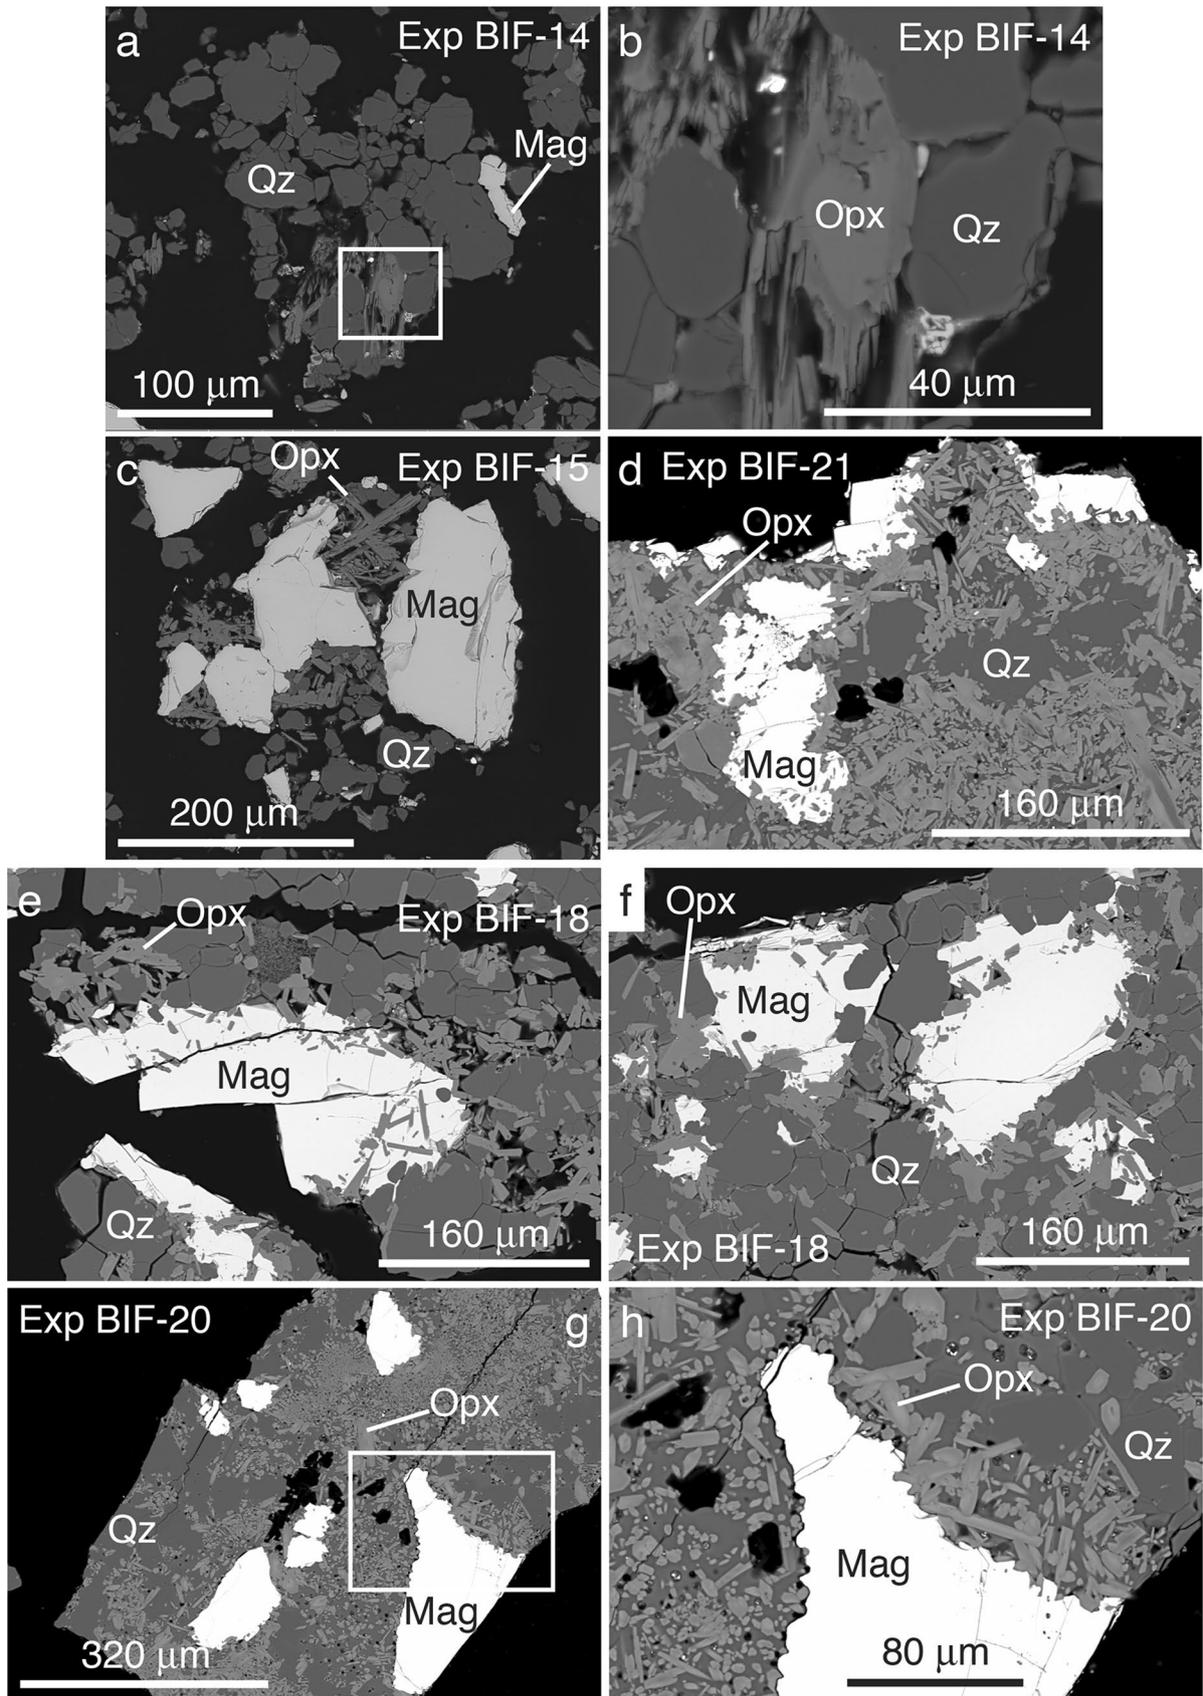 a
Exp BIF-14
Mag
Qz
100 μm
b
Exp BIF-14
Opx
Qz
40 μm
c
Opx
Exp BIF-15
Mag
Qz
200 μm
d
Exp BIF-21
Opx
Qz
Mag
160 μm
e
Opx
Exp BIF-18
Mag
Qz
160 μm
f
Opx
Mag
Qz
Exp BIF-18
160 μm
Exp BIF-20
g
Opx
Qz
Mag
320 μm
h
Exp BIF-20
Opx
Qz
Mag
80 μm